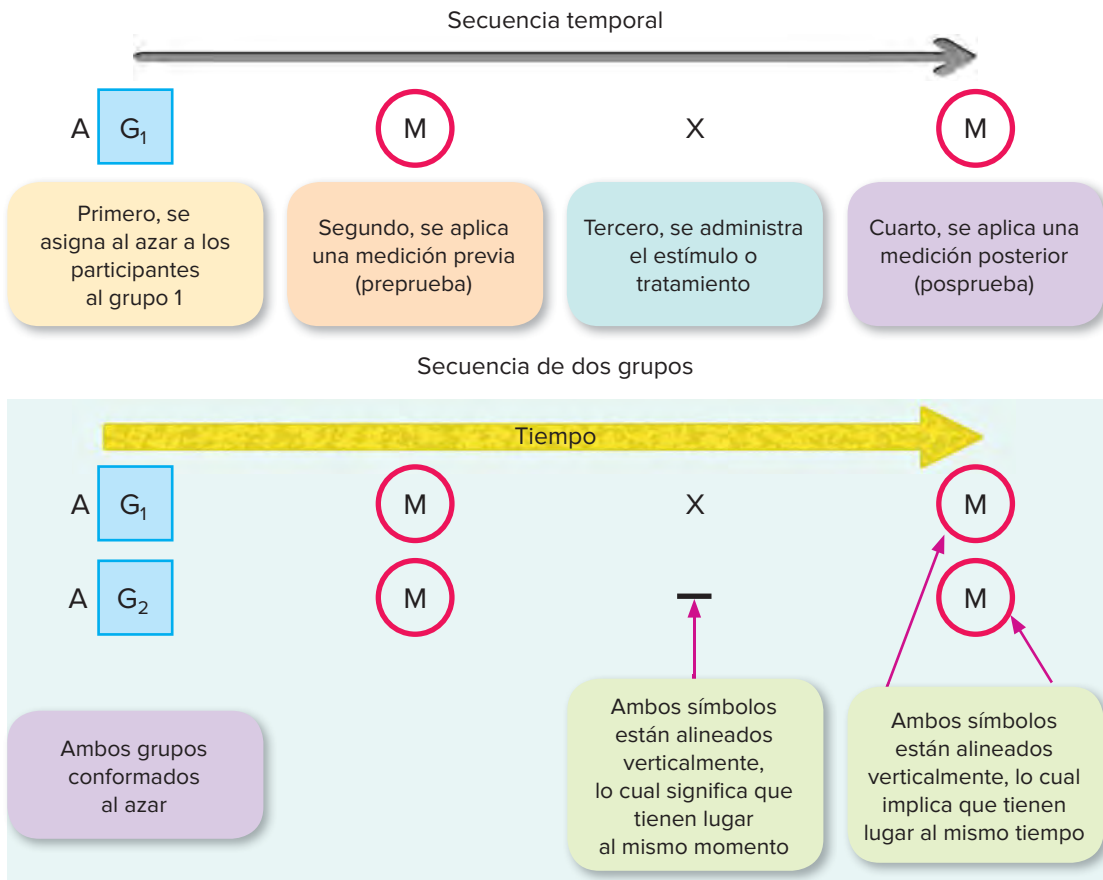 Secuencia temporal
A G₁ M X M
Primero, se
asigna al azar a los
participantes
al grupo 1
Segundo, se aplica
una medición previa
(preprueba)
Tercero, se administra
el estímulo o
tratamiento
Cuarto, se aplica una
medición posterior
(posprueba)
Secuencia de dos grupos
Tiempo
A G₁ M X M
A G₂ M — M
Ambos grupos
conformados
al azar
Ambos símbolos
están alineados
verticalmente,
lo cual significa que
tienen lugar
al mismo momento
Ambos símbolos
están alineados
verticalmente, lo cual
implica que tienen
lugar al mismo tiempo